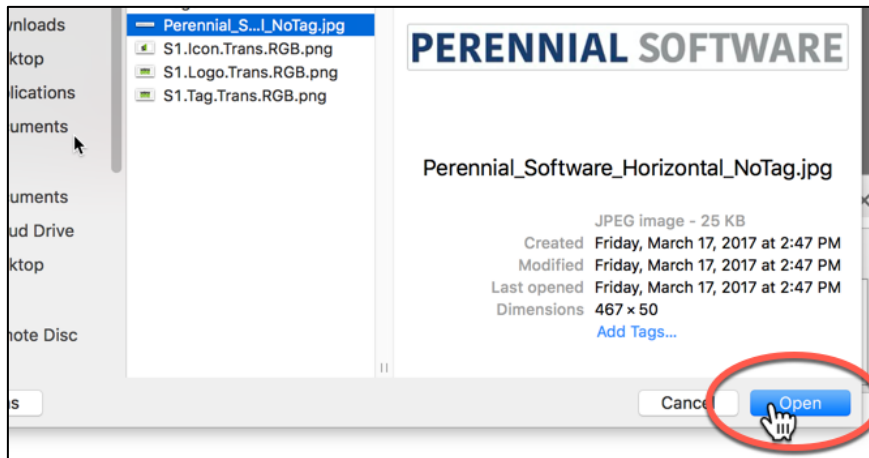 wnloads
ktop
lications
uments
uments
ud Drive
ktop
note Disc
ns
Perennial_S...l_NoTag.jpg
S1.Icon.Trans.RGB.png
S1.Logo.Trans.RGB.png
S1.Tag.Trans.RGB.png
PERENNIAL SOFTWARE
Perennial_Software_Horizontal_NoTag.jpg
JPEG image - 25 KB
Created Friday, March 17, 2017 at 2:47 PM
Modified Friday, March 17, 2017 at 2:47 PM
Last opened Friday, March 17, 2017 at 2:47 PM
Dimensions 467 × 50
Add Tags...
Cancel
Open